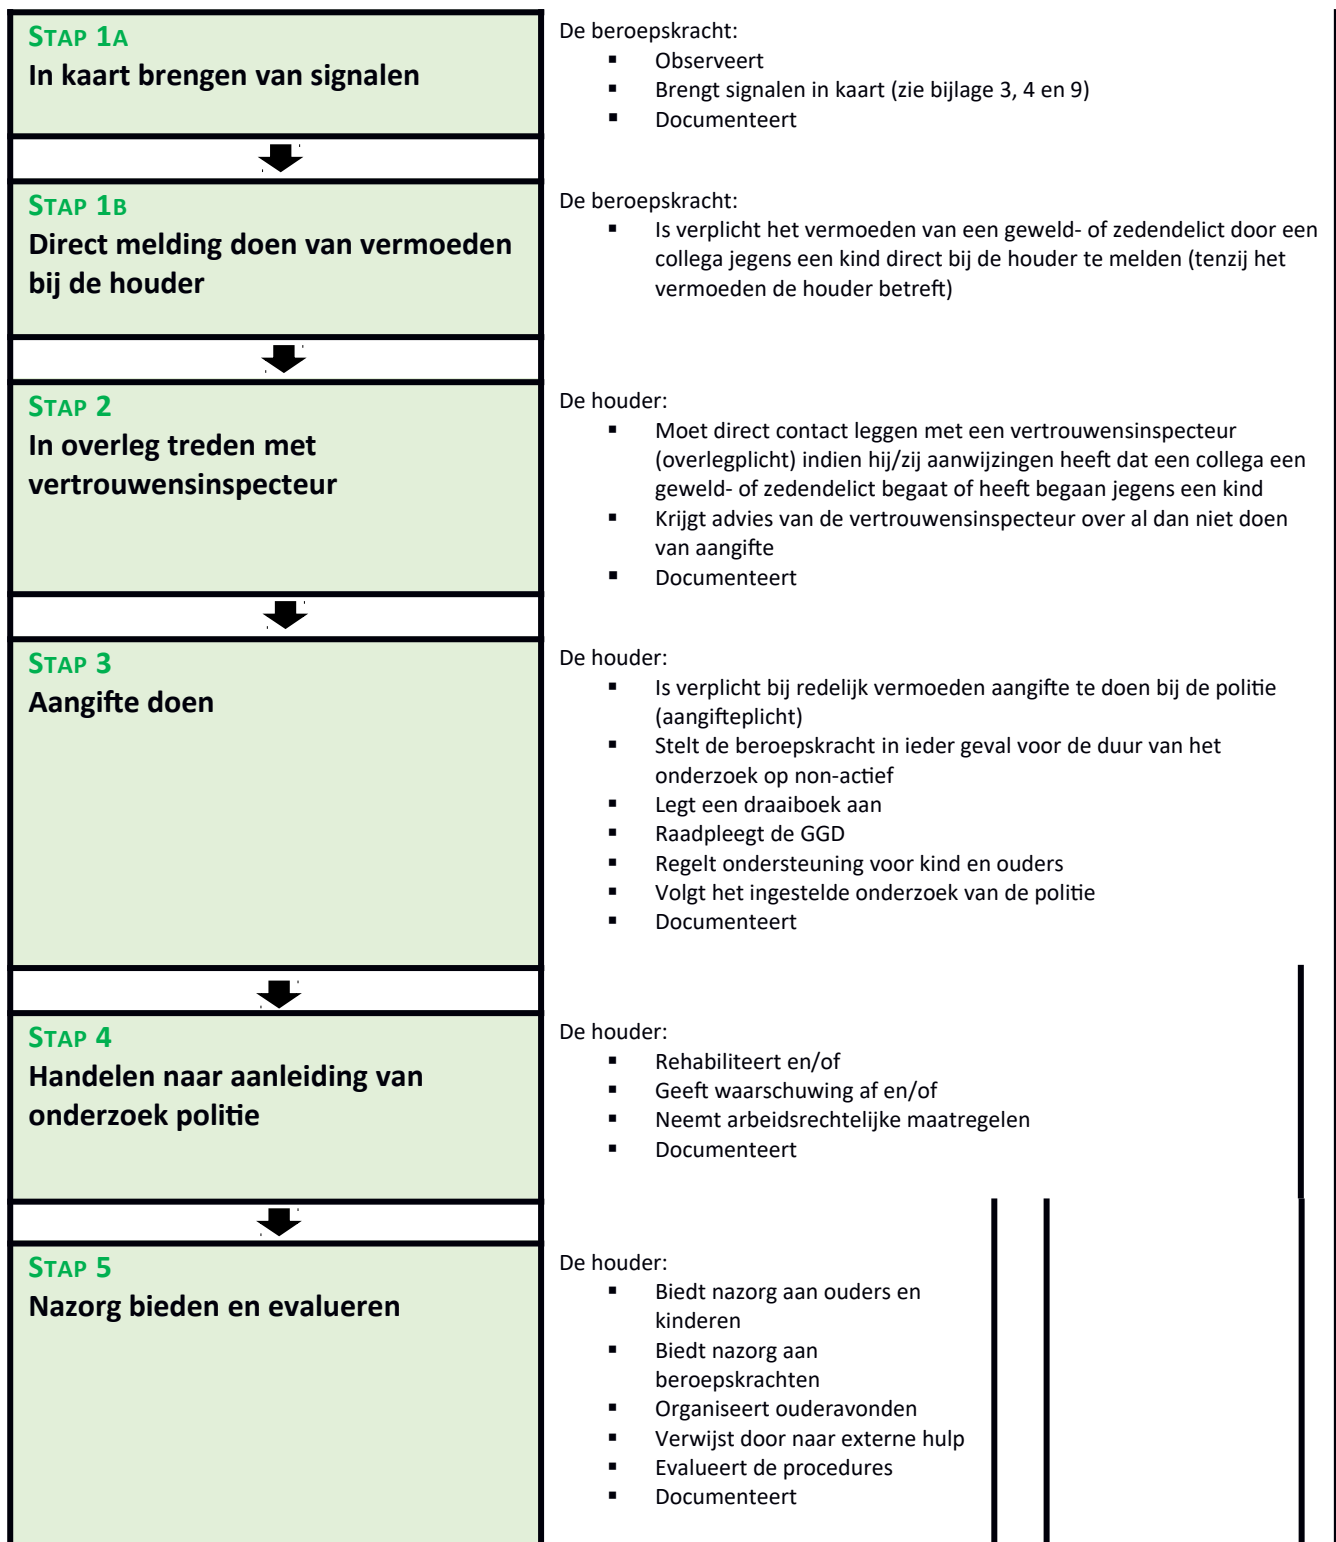 STAP 1A
In kaart brengen van signalen
De beroepskracht:
▪ Observeert
▪ Brengt signalen in kaart (zie bijlage 3, 4 en 9)
▪ Documenteert
STAP 1B
Direct melding doen van vermoeden
bij de houder
De beroepskracht:
▪ Is verplicht het vermoeden van een geweld- of zedendelict door een
collega jegens een kind direct bij de houder te melden (tenzij het
vermoeden de houder betreft)
STAP 2
In overleg treden met
vertrouwensinspecteur
De houder:
▪ Moet direct contact leggen met een vertrouwensinspecteur
(overlegplicht) indien hij/zij aanwijzingen heeft dat een collega een
geweld- of zedendelict begaat of heeft begaan jegens een kind
▪ Krijgt advies van de vertrouwensinspecteur over al dan niet doen
van aangifte
▪ Documenteert
STAP 3
Aangifte doen
De houder:
▪ Is verplicht bij redelijk vermoeden aangifte te doen bij de politie
(aangifteplicht)
▪ Stelt de beroepskracht in ieder geval voor de duur van het
onderzoek op non-actief
▪ Legt een draaiboek aan
▪ Raadpleegt de GGD
▪ Regelt ondersteuning voor kind en ouders
▪ Volgt het ingestelde onderzoek van de politie
▪ Documenteert
STAP 4
Handelen naar aanleiding van
onderzoek politie
De houder:
▪ Rehabiliteert en/of
▪ Geeft waarschuwing af en/of
▪ Neemt arbeidsrechtelijke maatregelen
▪ Documenteert
STAP 5
Nazorg bieden en evalueren
De houder:
▪ Biedt nazorg aan ouders en
kinderen
▪ Biedt nazorg aan
beroepskrachten
▪ Organiseert ouderavonden
▪ Verwijst door naar externe hulp
▪ Evalueert de procedures
▪ Documenteert